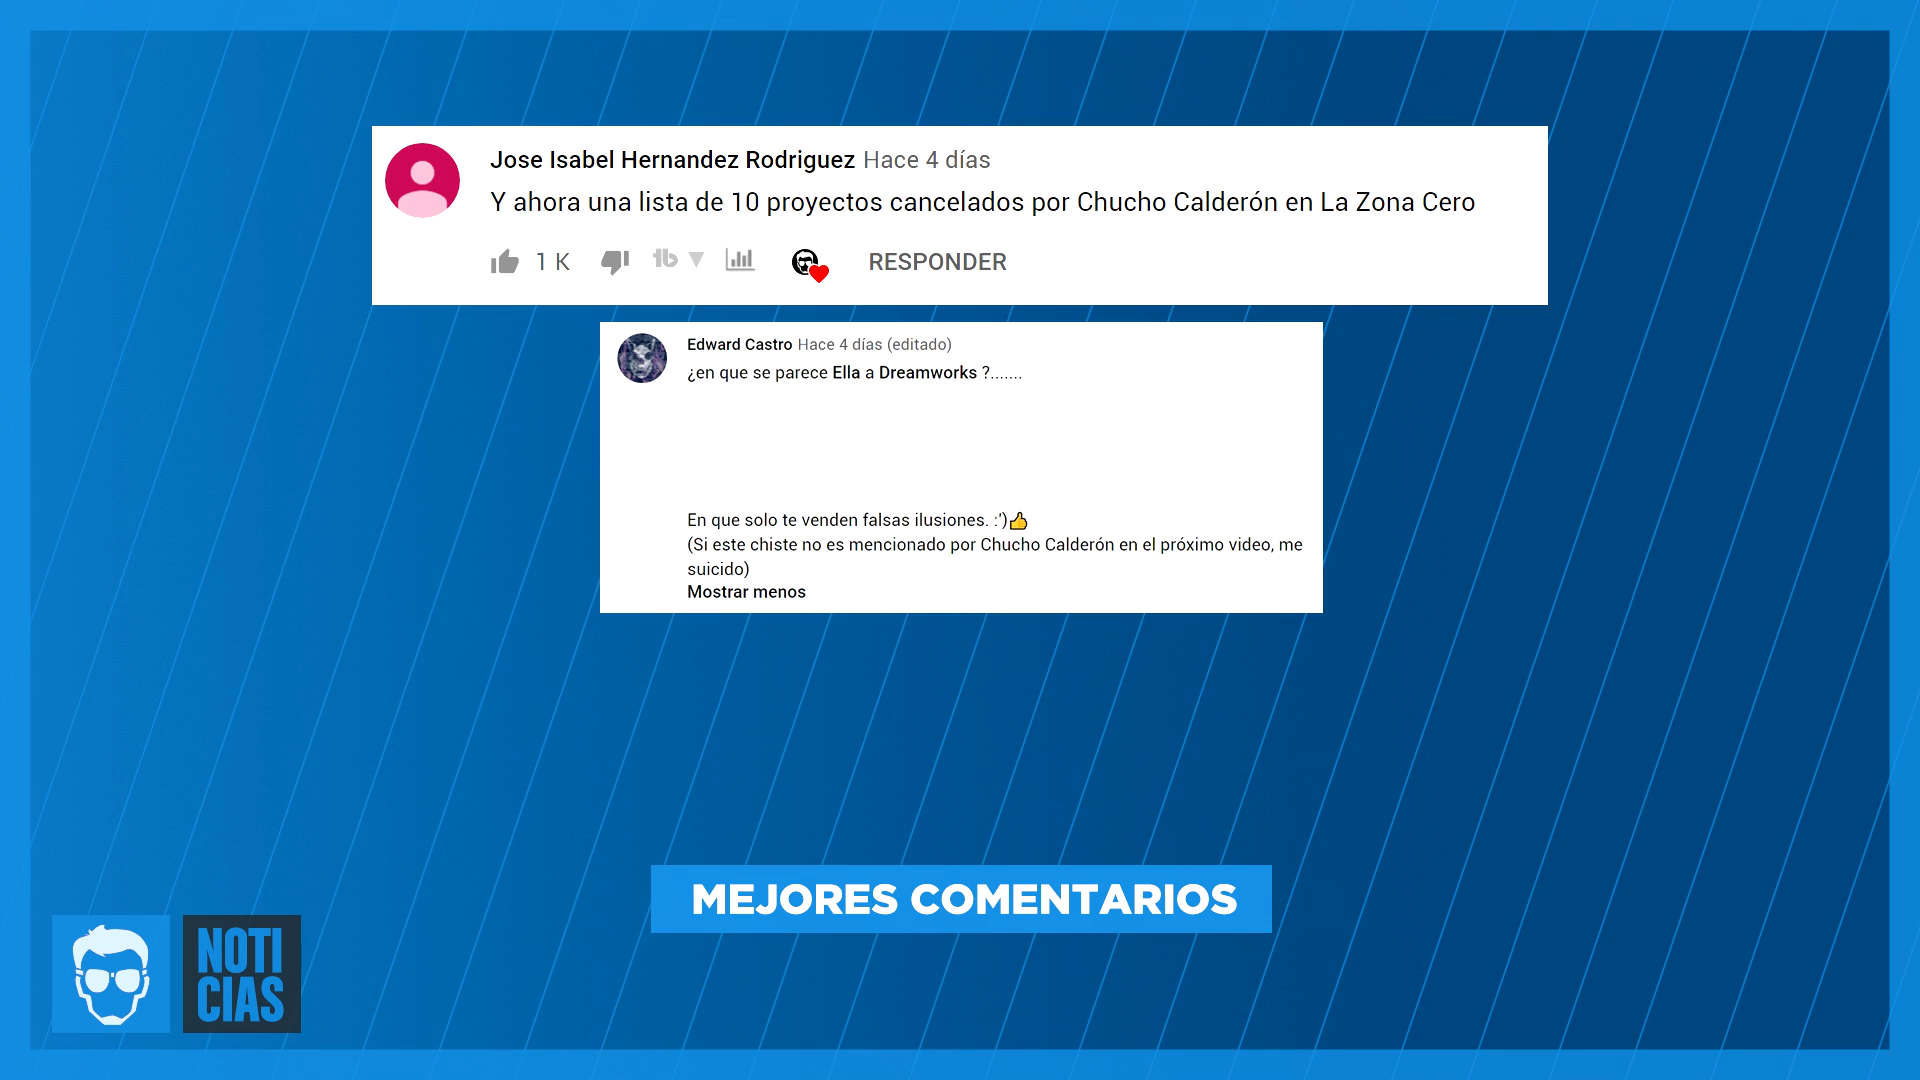 Jose Isabel Hernandez Rodriguez Hace 4 días
Y ahora una lista de 10 proyectos cancelados por Chucho Calderón en La Zona Cero
1 K
RESPONDER
Edward Castro Hace 4 días (editado)
¿en que se parece Ella a Dreamworks ?.......
En que solo te venden falsas ilusiones. :')👍
(Si este chiste no es mencionado por Chucho Calderón en el próximo video, me
suicido)
Mostrar menos
MEJORES COMENTARIOS
NOTI
CIAS